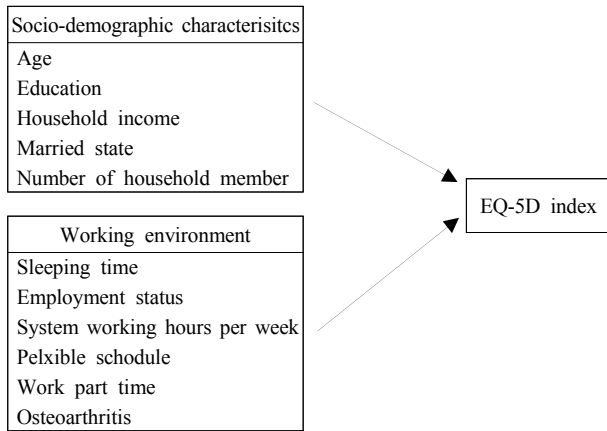 Socio-demographic characterisitcs
Age
Education
Household income
Married state
Number of household member
Working environment
Sleeping time
Employment status
System working hours per week
Pelxible schodule
Work part time
Osteoarthritis
EQ-5D index